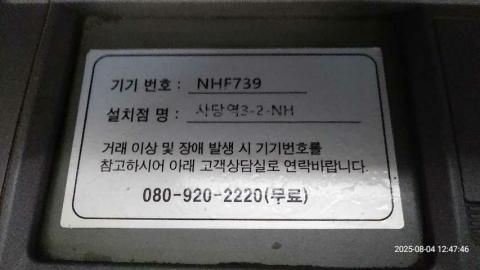 기기 번호 : NHF739
설치점 명 : 사당역3-2-NH
거래 이상 및 장애 발생 시 기기번호를
참고하시어 아래 고객상담실로 연락바랍니다.
080-920-2220(무료)
2025-08-04 12:47:46